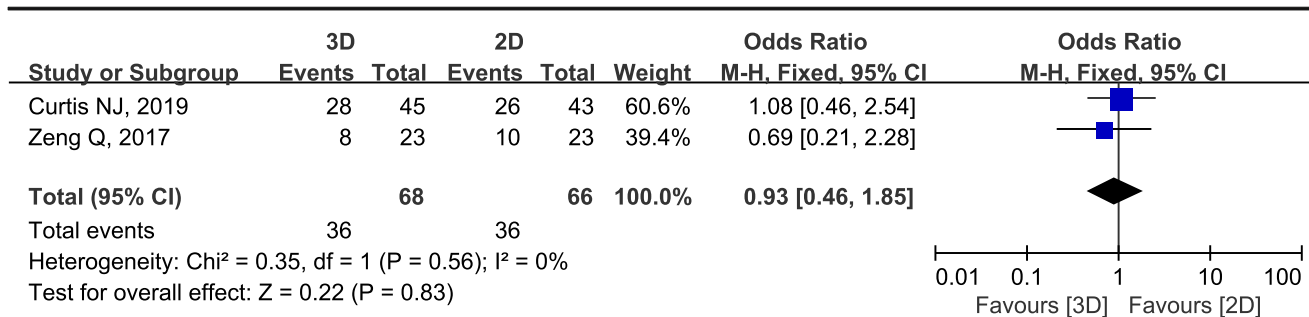 3D 2D Odds Ratio Odds Ratio
Study or Subgroup Events Total Events Total Weight M-H, Fixed, 95% CI M-H, Fixed, 95% CI
Curtis NJ, 2019 28 45 26 43 60.6% 1.08 [0.46, 2.54]
Zeng Q, 2017 8 23 10 23 39.4% 0.69 [0.21, 2.28]
Total (95% CI) 68 66 100.0% 0.93 [0.46, 1.85]
Total events 36 36
Heterogeneity: Chi² = 0.35, df = 1 (P = 0.56); I² = 0%
Test for overall effect: Z = 0.22 (P = 0.83)
0.01 0.1 1 10 100
Favours [3D] Favours [2D]